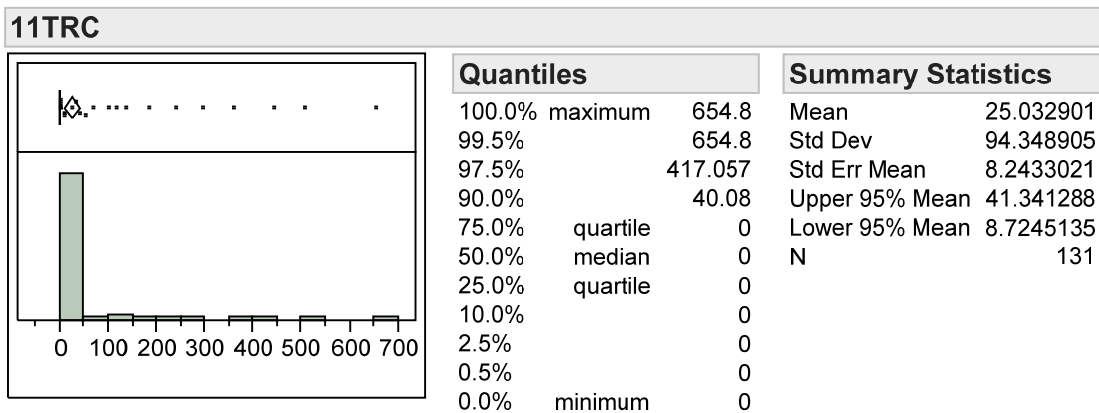 11TRC
0 100 200 300 400 500 600 700
Quantiles
100.0% maximum 654.8
99.5% 654.8
97.5% 417.057
90.0% 40.08
75.0% quartile 0
50.0% median 0
25.0% quartile 0
10.0% 0
2.5% 0
0.5% 0
0.0% minimum 0
Summary Statistics
Mean 25.032901
Std Dev 94.348905
Std Err Mean 8.2433021
Upper 95% Mean 41.341288
Lower 95% Mean 8.7245135
N 131